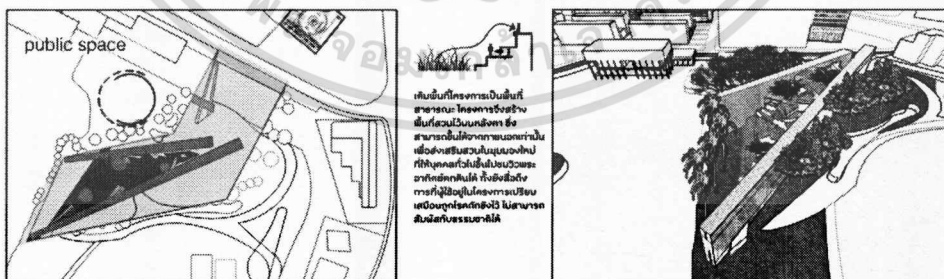 public space
เดิมพื้นที่โครงการเป็นพื้นที่
สาธารณะ โครงการจึงสร้าง
พื้นที่สวนไว้บนหลังคา ซึ่ง
สามารถขึ้นได้จากภายนอกเท่านั้น
เพื่อส่งเสริมสวนในมุมมองใหม่
ที่ให้บุคคลทั่วไปขึ้นไปชมวิวพระ
อาทิตย์ตกดินได้ ทั้งยังสื่อถึง
การที่ผู้ใช้อยู่ในโครงการเปรียบ
เสมือนถูกโรคกักขังไว้ ไม่สามารถ
สัมผัสกับธรรมชาติได้